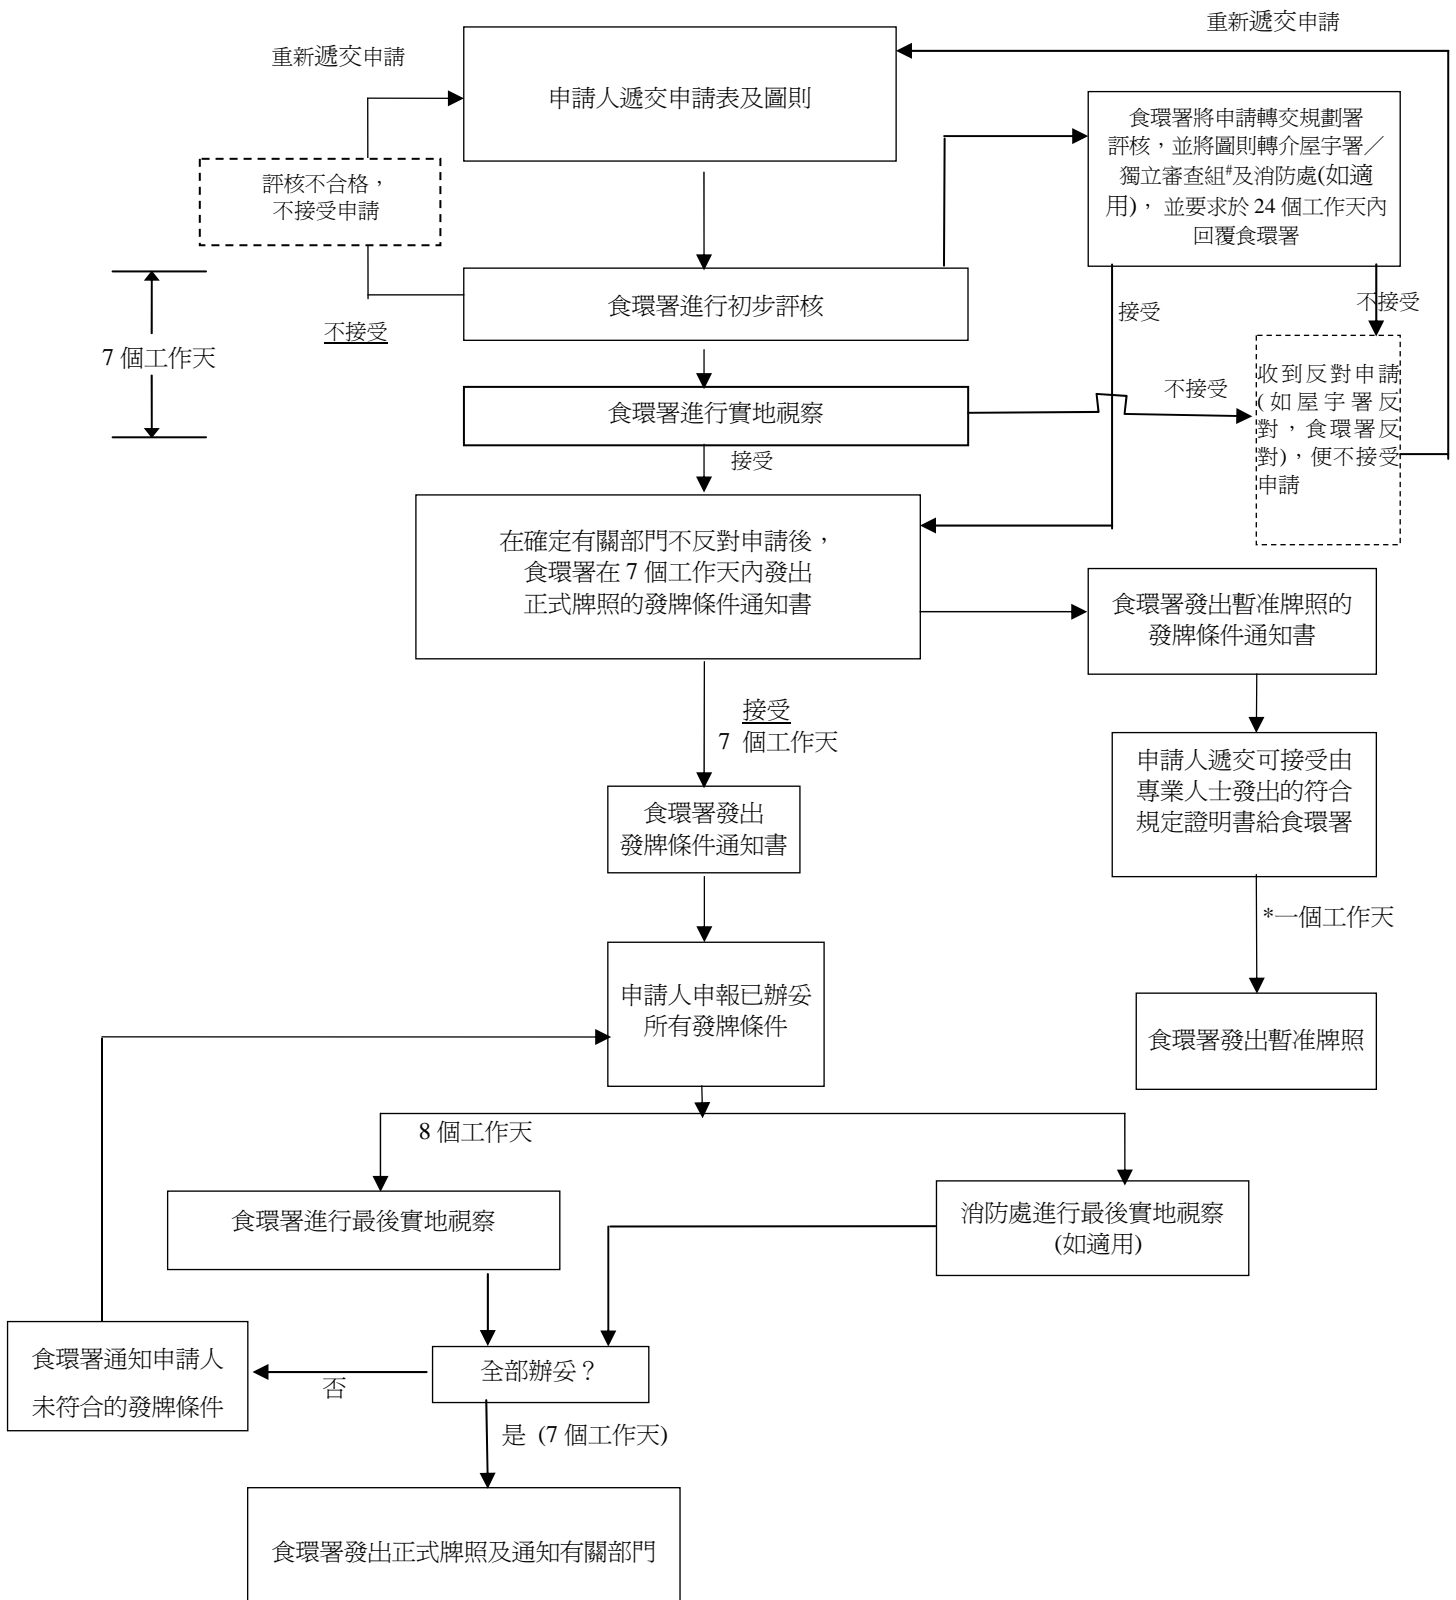 重新遞交申請
重新遞交申請
申請人遞交申請表及圖則
食環署將申請轉交規劃署
評核，並將圖則轉介屋宇署／
獨立審查組#及消防處(如適
用)，並要求於 24 個工作天內
回覆食環署
評核不合格，
不接受申請
食環署進行初步評核
不接受
接受
不接受
7 個工作天
食環署進行實地視察
不接受
收到反對申請
(如屋宇署反
對，食環署反
對)，便不接受
申請
接受
在確定有關部門不反對申請後，
食環署在 7 個工作天內發出
正式牌照的發牌條件通知書
食環署發出暫准牌照的
發牌條件通知書
接受
7 個工作天
申請人遞交可接受由
專業人士發出的符合
規定證明書給食環署
食環署發出
發牌條件通知書
*一個工作天
申請人申報已辦妥
所有發牌條件
食環署發出暫准牌照
8 個工作天
食環署進行最後實地視察
消防處進行最後實地視察
(如適用)
食環署通知申請人
未符合的發牌條件
否
全部辦妥？
是 (7 個工作天)
食環署發出正式牌照及通知有關部門